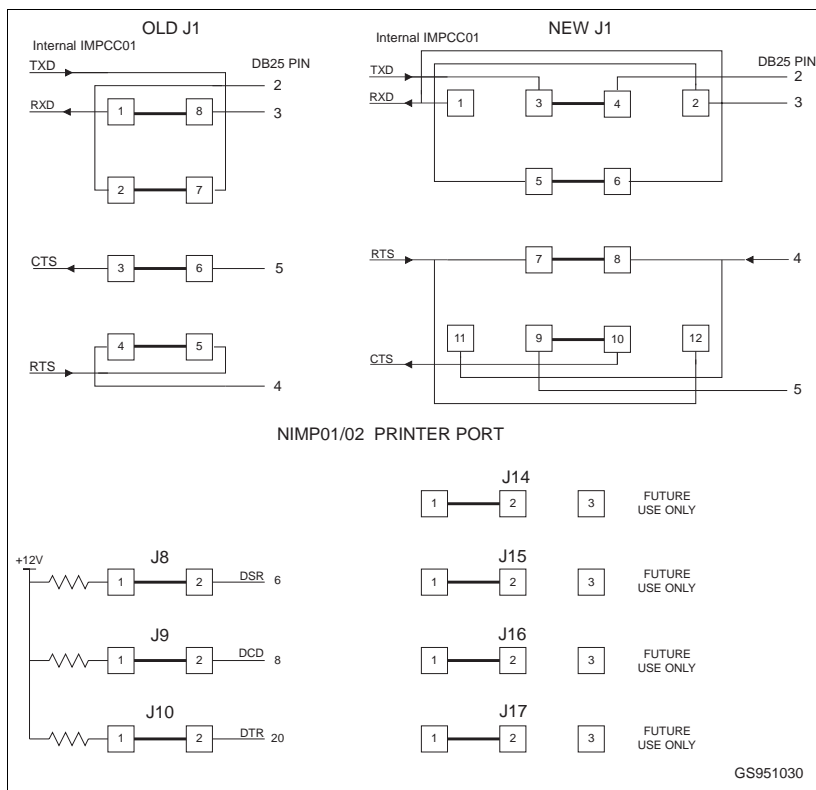 OLD J1
Internal IMPCC01
TXD
DB25 PIN
2
RXD
1
8
3
2
7
CTS
3
6
5
4
5
RTS
4
NEW J1
Internal IMPCC01
TXD
DB25 PIN
2
RXD
1
3
4
2
3
5
6
RTS
7
8
4
11
9
10
12
CTS
5
NIMP01/02 PRINTER PORT
+12V
J8
1
2
DSR
6
J9
1
2
DCD
8
J10
1
2
DTR
20
J14
1
2
3
FUTURE
USE ONLY
J15
1
2
3
FUTURE
USE ONLY
J16
1
2
3
FUTURE
USE ONLY
J17
1
2
3
FUTURE
USE ONLY
GS951030